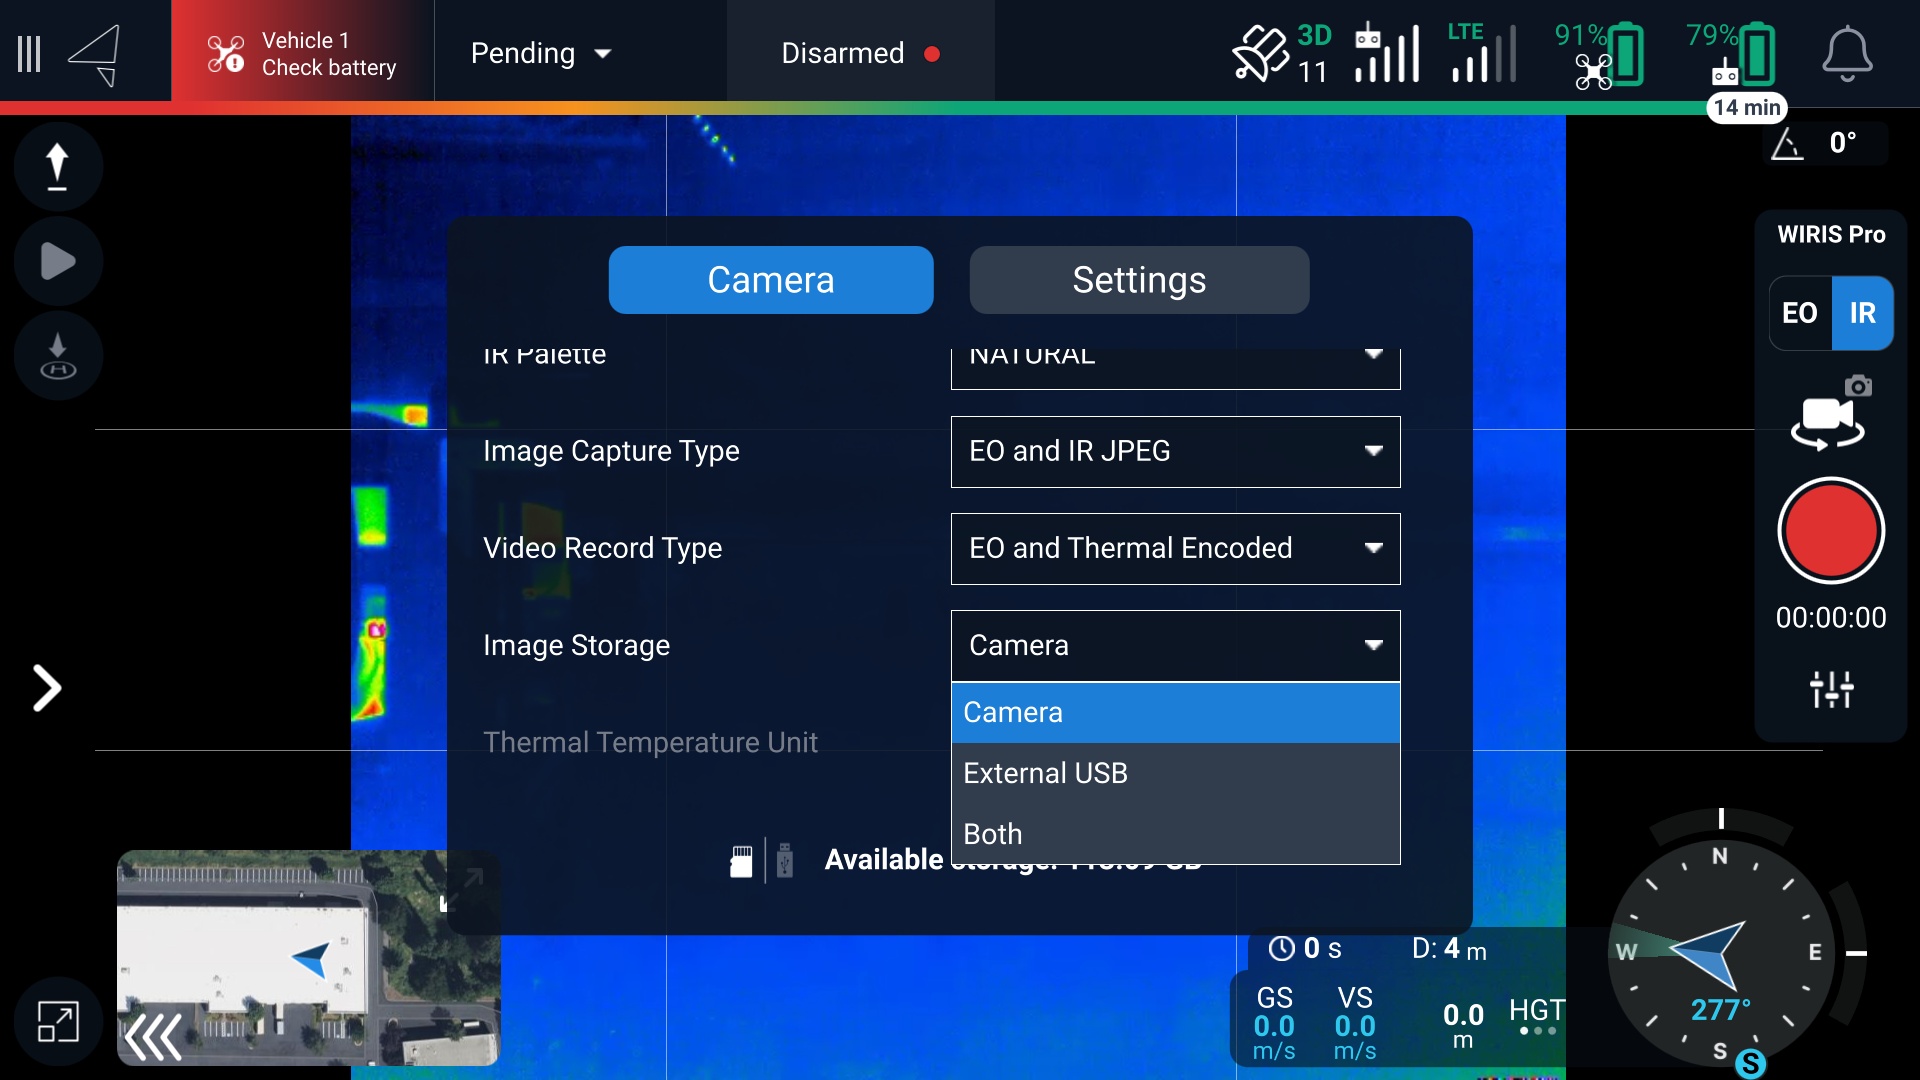 Vehicle 1
Check battery
Pending
Disarmed
3D
11
LTE
91%
79%
14 min
0°
WIRIS Pro
EO IR
00:00:00
Camera
Settings
IR Palette
NATURAL
Image Capture Type
EO and IR JPEG
Video Record Type
EO and Thermal Encoded
Image Storage
Camera
Camera
External USB
Both
Thermal Temperature Unit
Available storage:
0 s
D: 4 m
GS
0.0
m/s
VS
0.0
m/s
0.0
m
HGT
N
W
E
277°
S
S